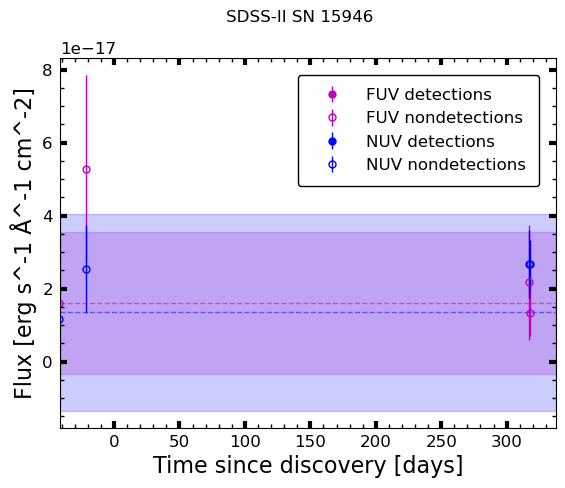 SDSS-II SN 15946
1e−17
8
6
4
2
0
FUV detections
FUV nondetections
NUV detections
NUV nondetections
Flux [erg s^-1 Å^-1 cm^-2]
0
50
100
150
200
250
300
Time since discovery [days]